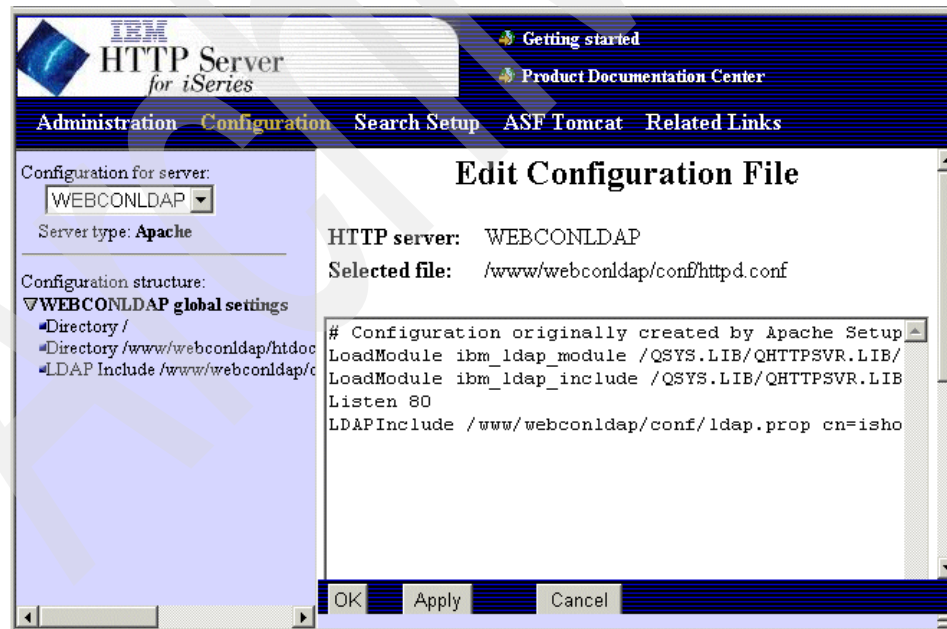 IBM
HTTP Server
for iSeries
Getting started
Product Documentation Center
Administration Configuration Search Setup ASF Tomcat Related Links
Configuration for server:
WEBCONLDAP
Server type: Apache
Configuration structure:
WEBCONLDAP global settings
Directory /
Directory /www/webconldap/htdoc
LDAP Include /www/webconldap/c
Edit Configuration File
HTTP server: WEBCONLDAP
Selected file: /www/webconldap/conf/httpd.conf
# Configuration originally created by Apache Setup
LoadModule ibm_ldap_module /QSYS.LIB/QHTTPSVR.LIB/
LoadModule ibm_ldap_include /QSYS.LIB/QHTTPSVR.LIB
Listen 80
LDAPInclude /www/webconldap/conf/ldap.prop cn=isho
OK Apply Cancel